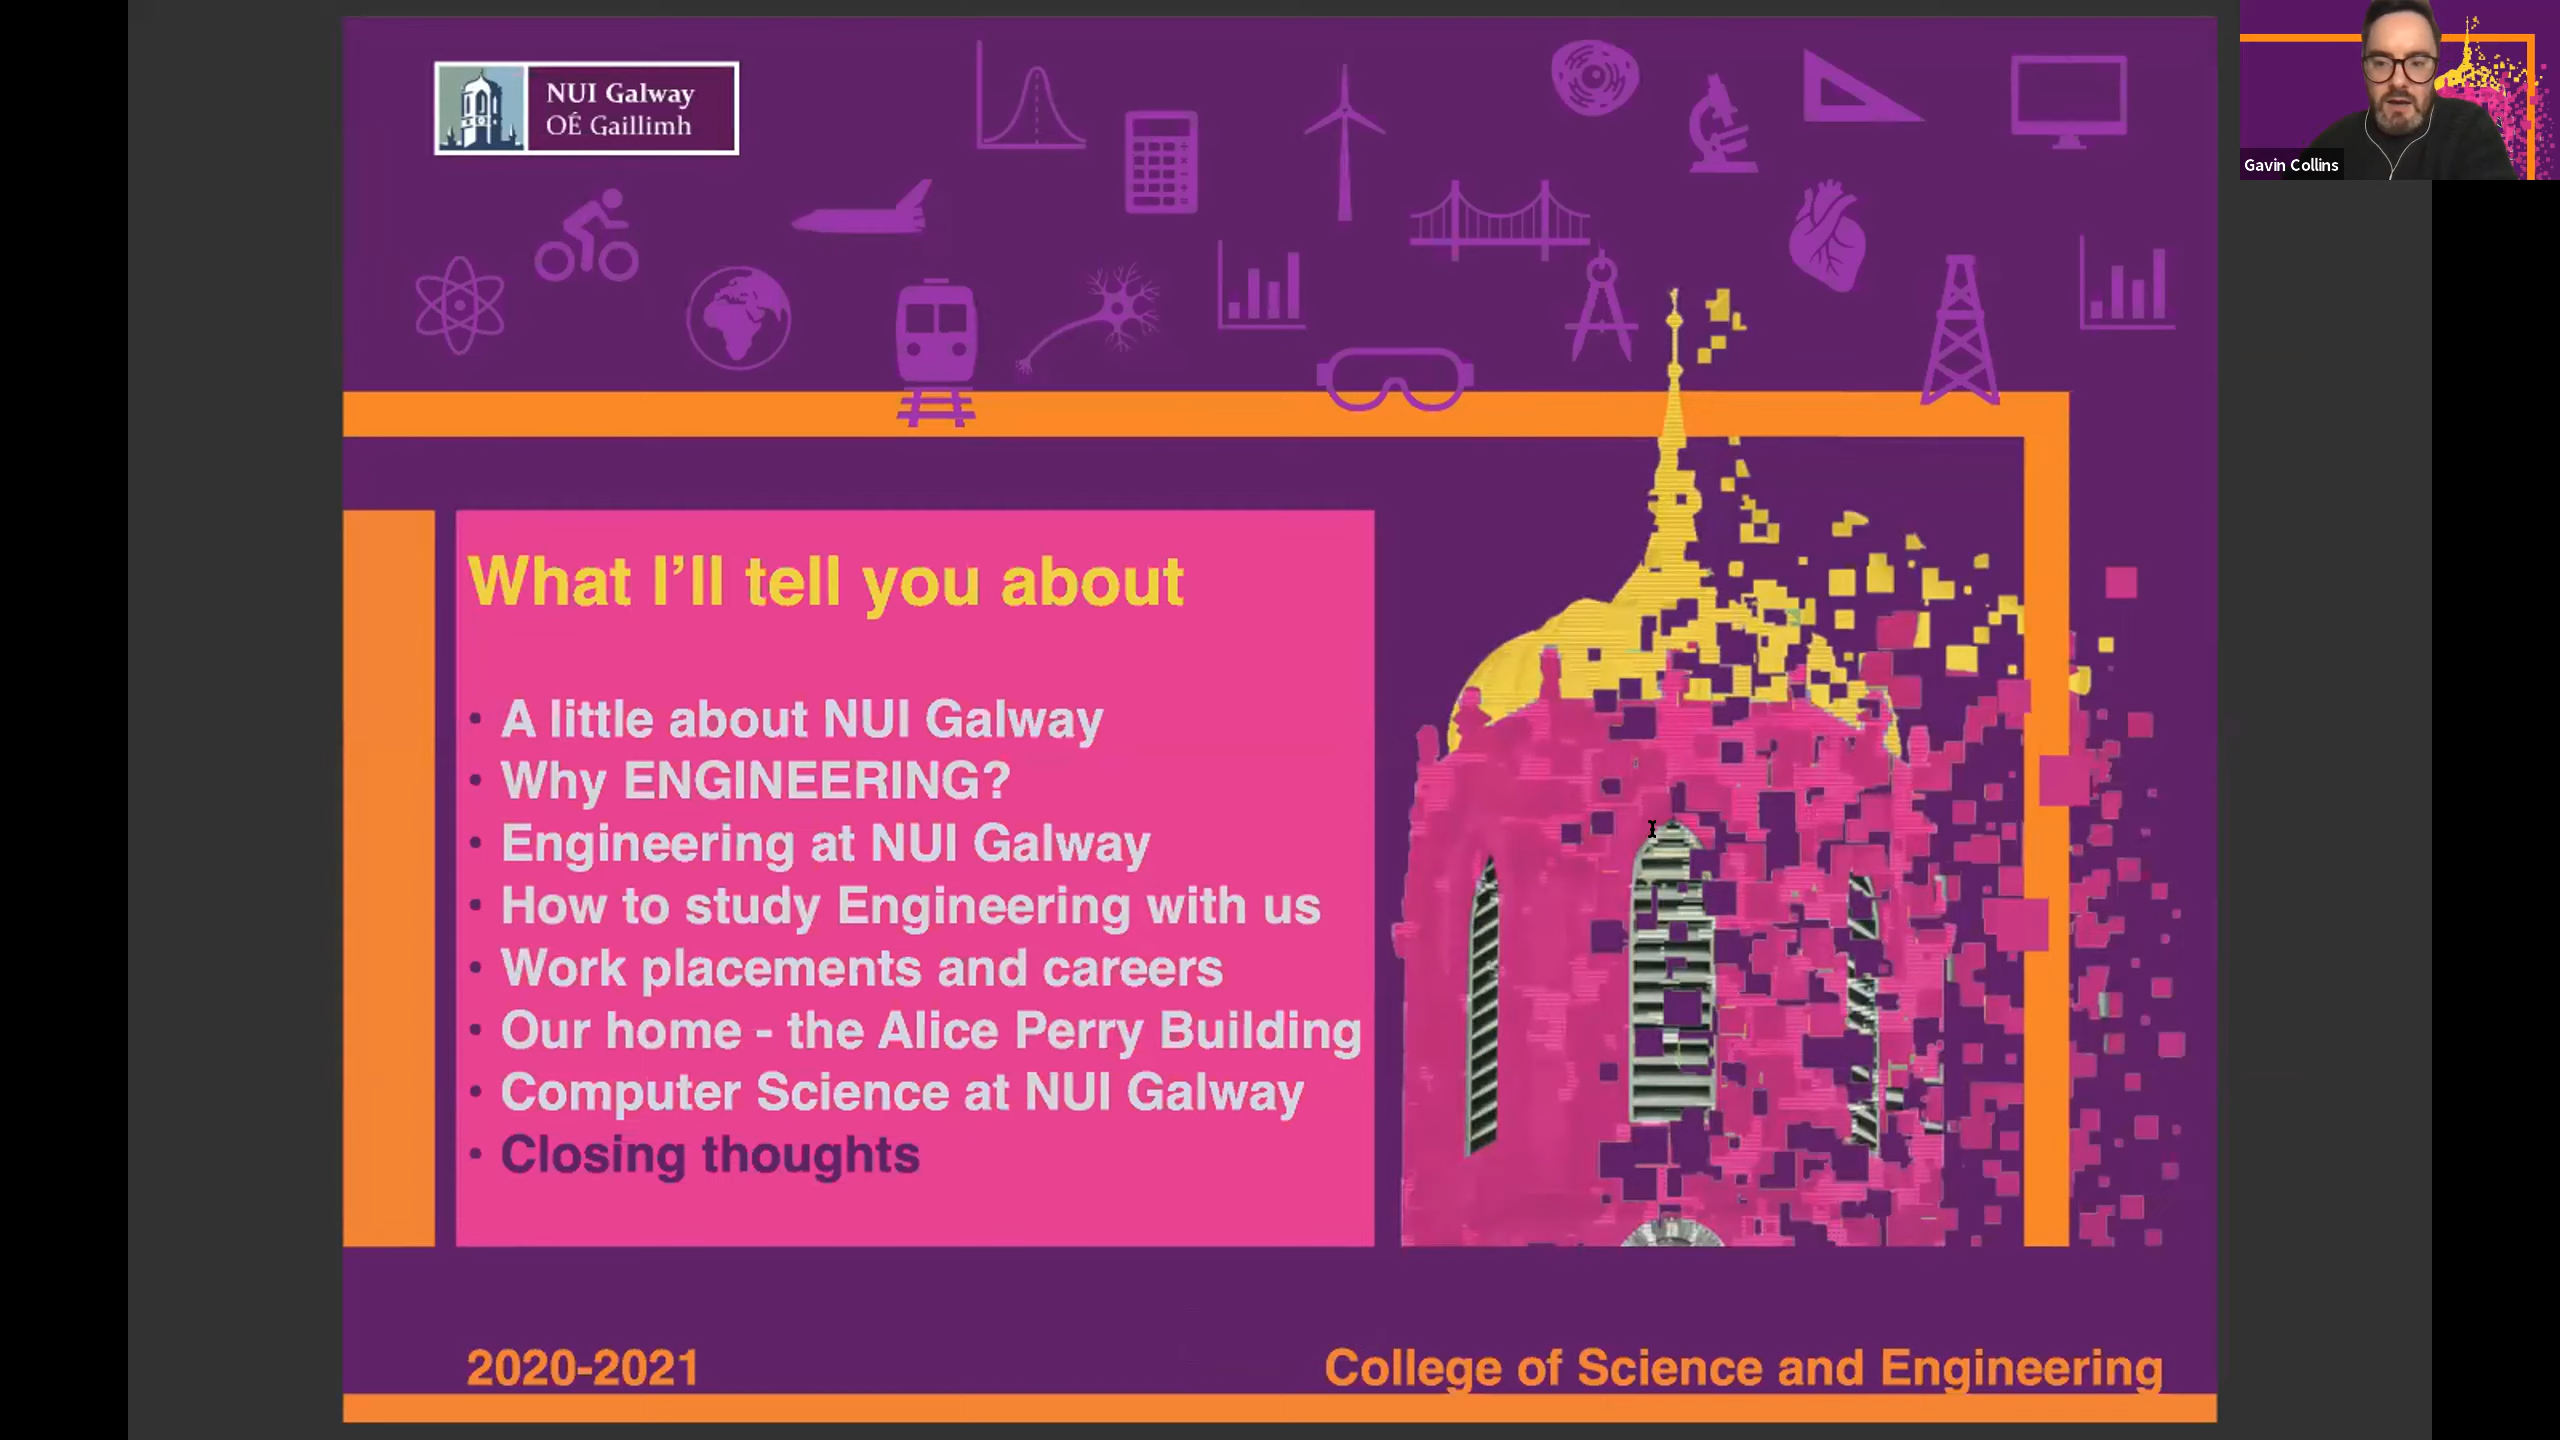 NUI Galway
OÉ Gaillimh
Gavin Collins
What I’ll tell you about
• A little about NUI Galway
• Why ENGINEERING?
• Engineering at NUI Galway
• How to study Engineering with us
• Work placements and careers
• Our home - the Alice Perry Building
• Computer Science at NUI Galway
• Closing thoughts
2020-2021
College of Science and Engineering